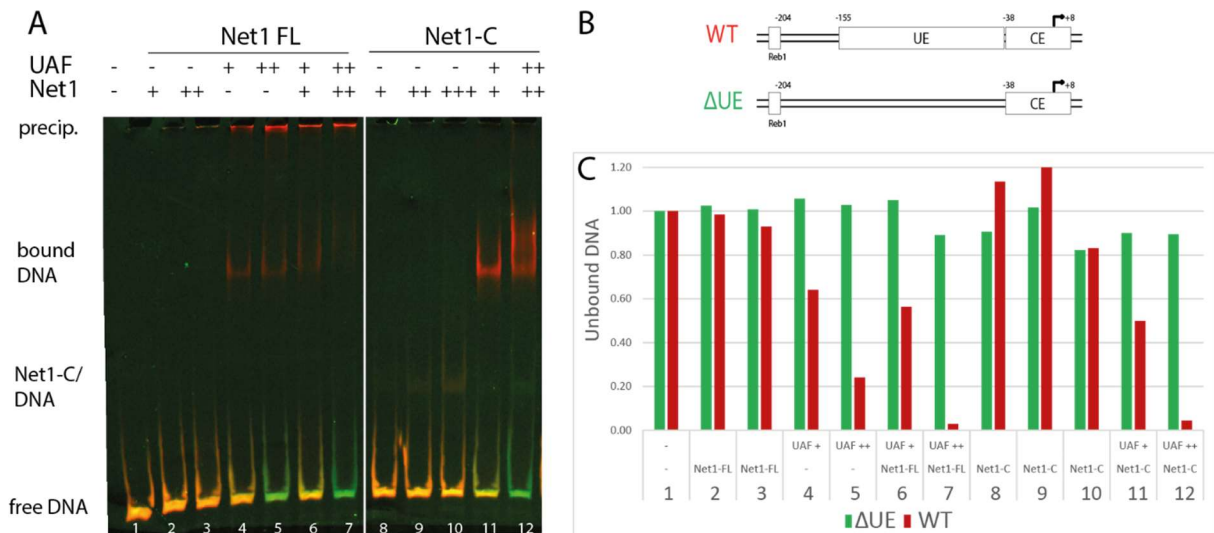 A
Net1 FL
Net1-C
UAF - - - + ++ + ++ - - - + ++
Net1 - + ++ - - + ++ + ++ +++ + ++
precip.
bound
DNA
Net1-C/
DNA
free DNA
1 2 3 4 5 6 7 8 9 10 11 12
B
-204 -155 -38 +8
WT UE CE
Reb1
-204 -38 +8
ΔUE CE
Reb1
C
Unbound DNA
1.20
1.00
0.80
0.60
0.40
0.20
0.00
- UAF + UAF ++ UAF + UAF ++ UAF + UAF ++
- Net1-FL Net1-FL - - Net1-FL Net1-FL Net1-C Net1-C Net1-C Net1-C Net1-C
1 2 3 4 5 6 7 8 9 10 11 12
ΔUE WT